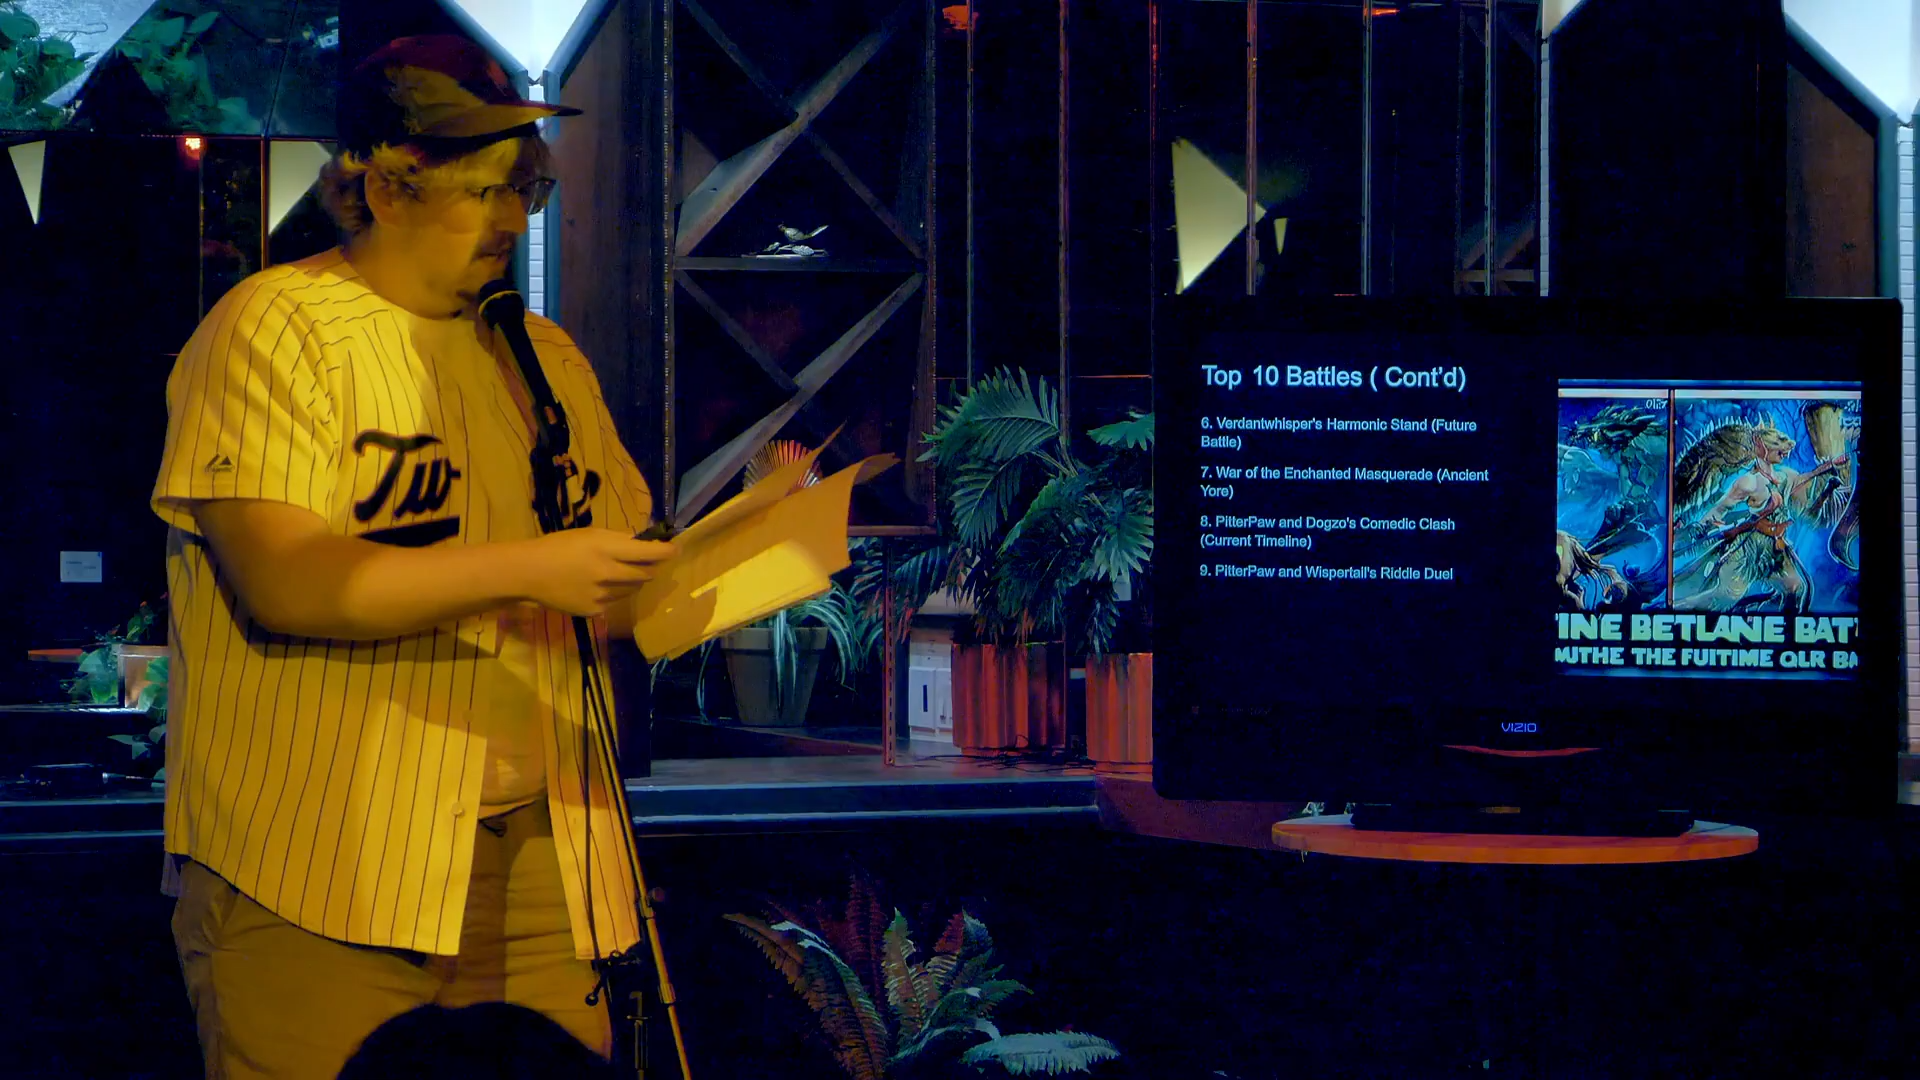 Top 10 Battles ( Cont'd)
6. Verdantwhisper's Harmonic Stand (Future
Battle)
7. War of the Enchanted Masquerade (Ancient
Yore)
8. PitterPaw and Dogzo's Comedic Clash
(Current Timeline)
9. PitterPaw and Wispertail's Riddle Duel
INE BETLANE BAT
MUTHE THE FUITIME QLR BA
VIZIO
Tw